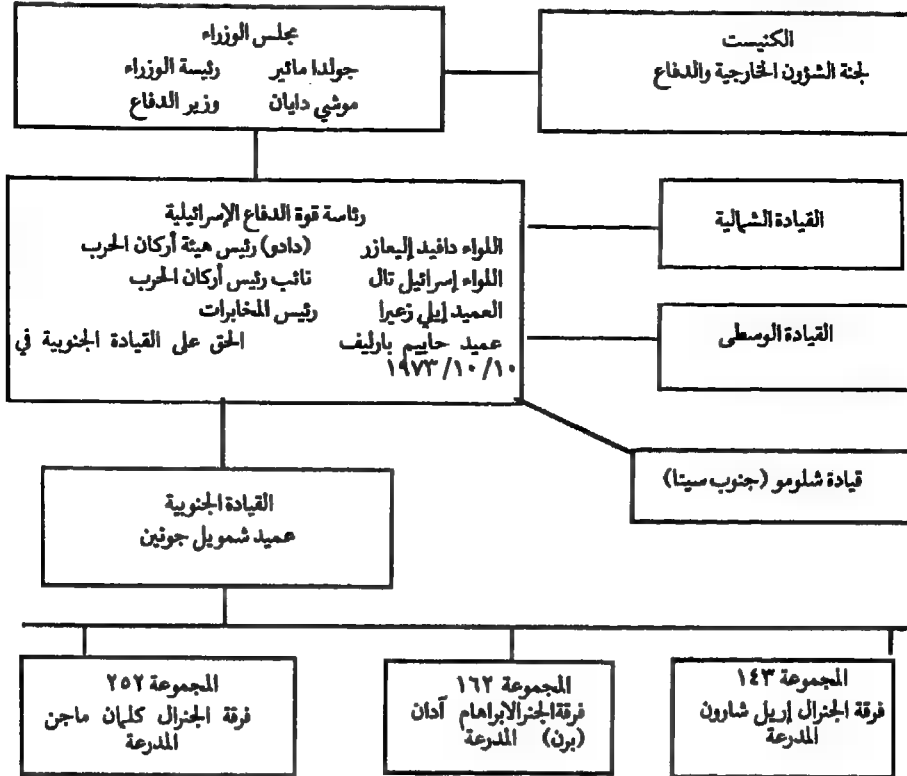 مجلس الوزراء
جولدا مائير رئيسة الوزراء
موشي دايان وزير الدفاع
الكنيست
لجنة الشؤون الخارجية والدفاع
رئاسة قوة الدفاع الإسرائيلية
اللواء دافيد إليعازر (دادو) رئيس هيئة أركان الحرب
اللواء إسرائيل تال نائب رئيس أركان الحرب
العميد إيلي زعيرا رئيس المخابرات
عميد حاييم بارليف الحق على القيادة الجنوبية في
١٩٧٣/١٠/١٠
القيادة الشمالية
القيادة الوسطى
قيادة شلومو (جنوب سينا)
القيادة الجنوبية
عميد شمويل جونين
المجموعة ١٤٣
فرقة الجنرال إريل شارون
المدرعة
المجموعة ١٦٢
فرقة الجنرالابراهام آدان
(برن) المدرعة
المجموعة ٢٥٢
فرقة الجنرال كلمان ماجن
المدرعة